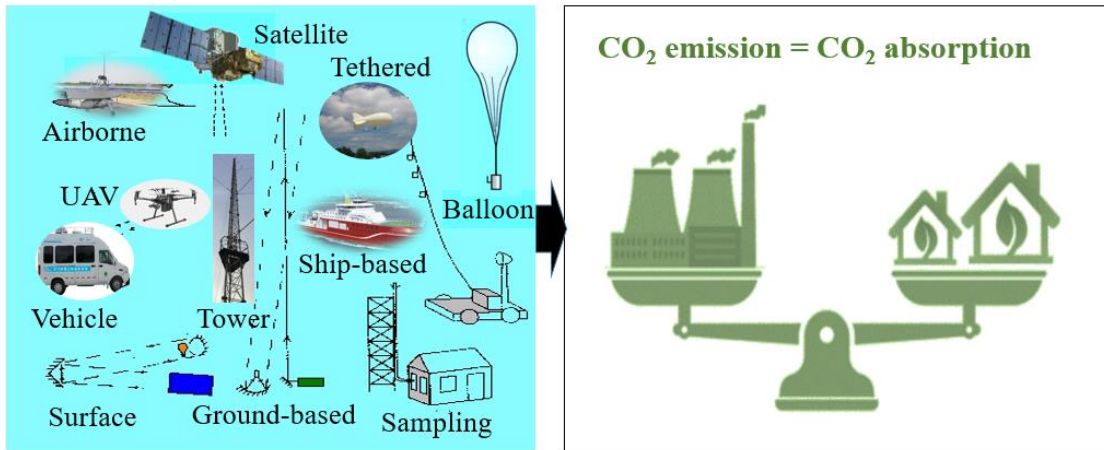 Satellite
Tethered
Airborne
UAV
Balloon
Ship-based
Vehicle
Tower
Surface
Ground-based
Sampling
CO₂ emission = CO₂ absorption